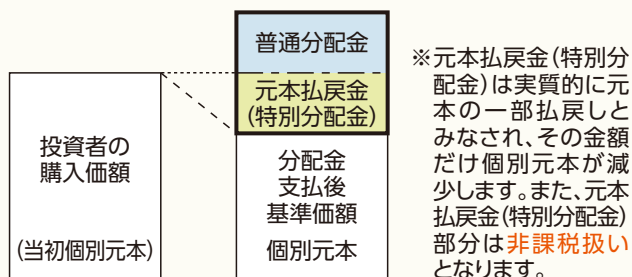 普通分配金
元本払戻金
(特別分配金)
投資者の
購入価額
(当初個別元本)
分配金
支払後
基準価額
個別元本
※元本払戻金(特別分
配金)は実質的に元
本の一部払戻しと
みなされ、その金額
だけ個別元本が減
少します。また、元本
払戻金(特別分配金)
部分は非課税扱い
となります。